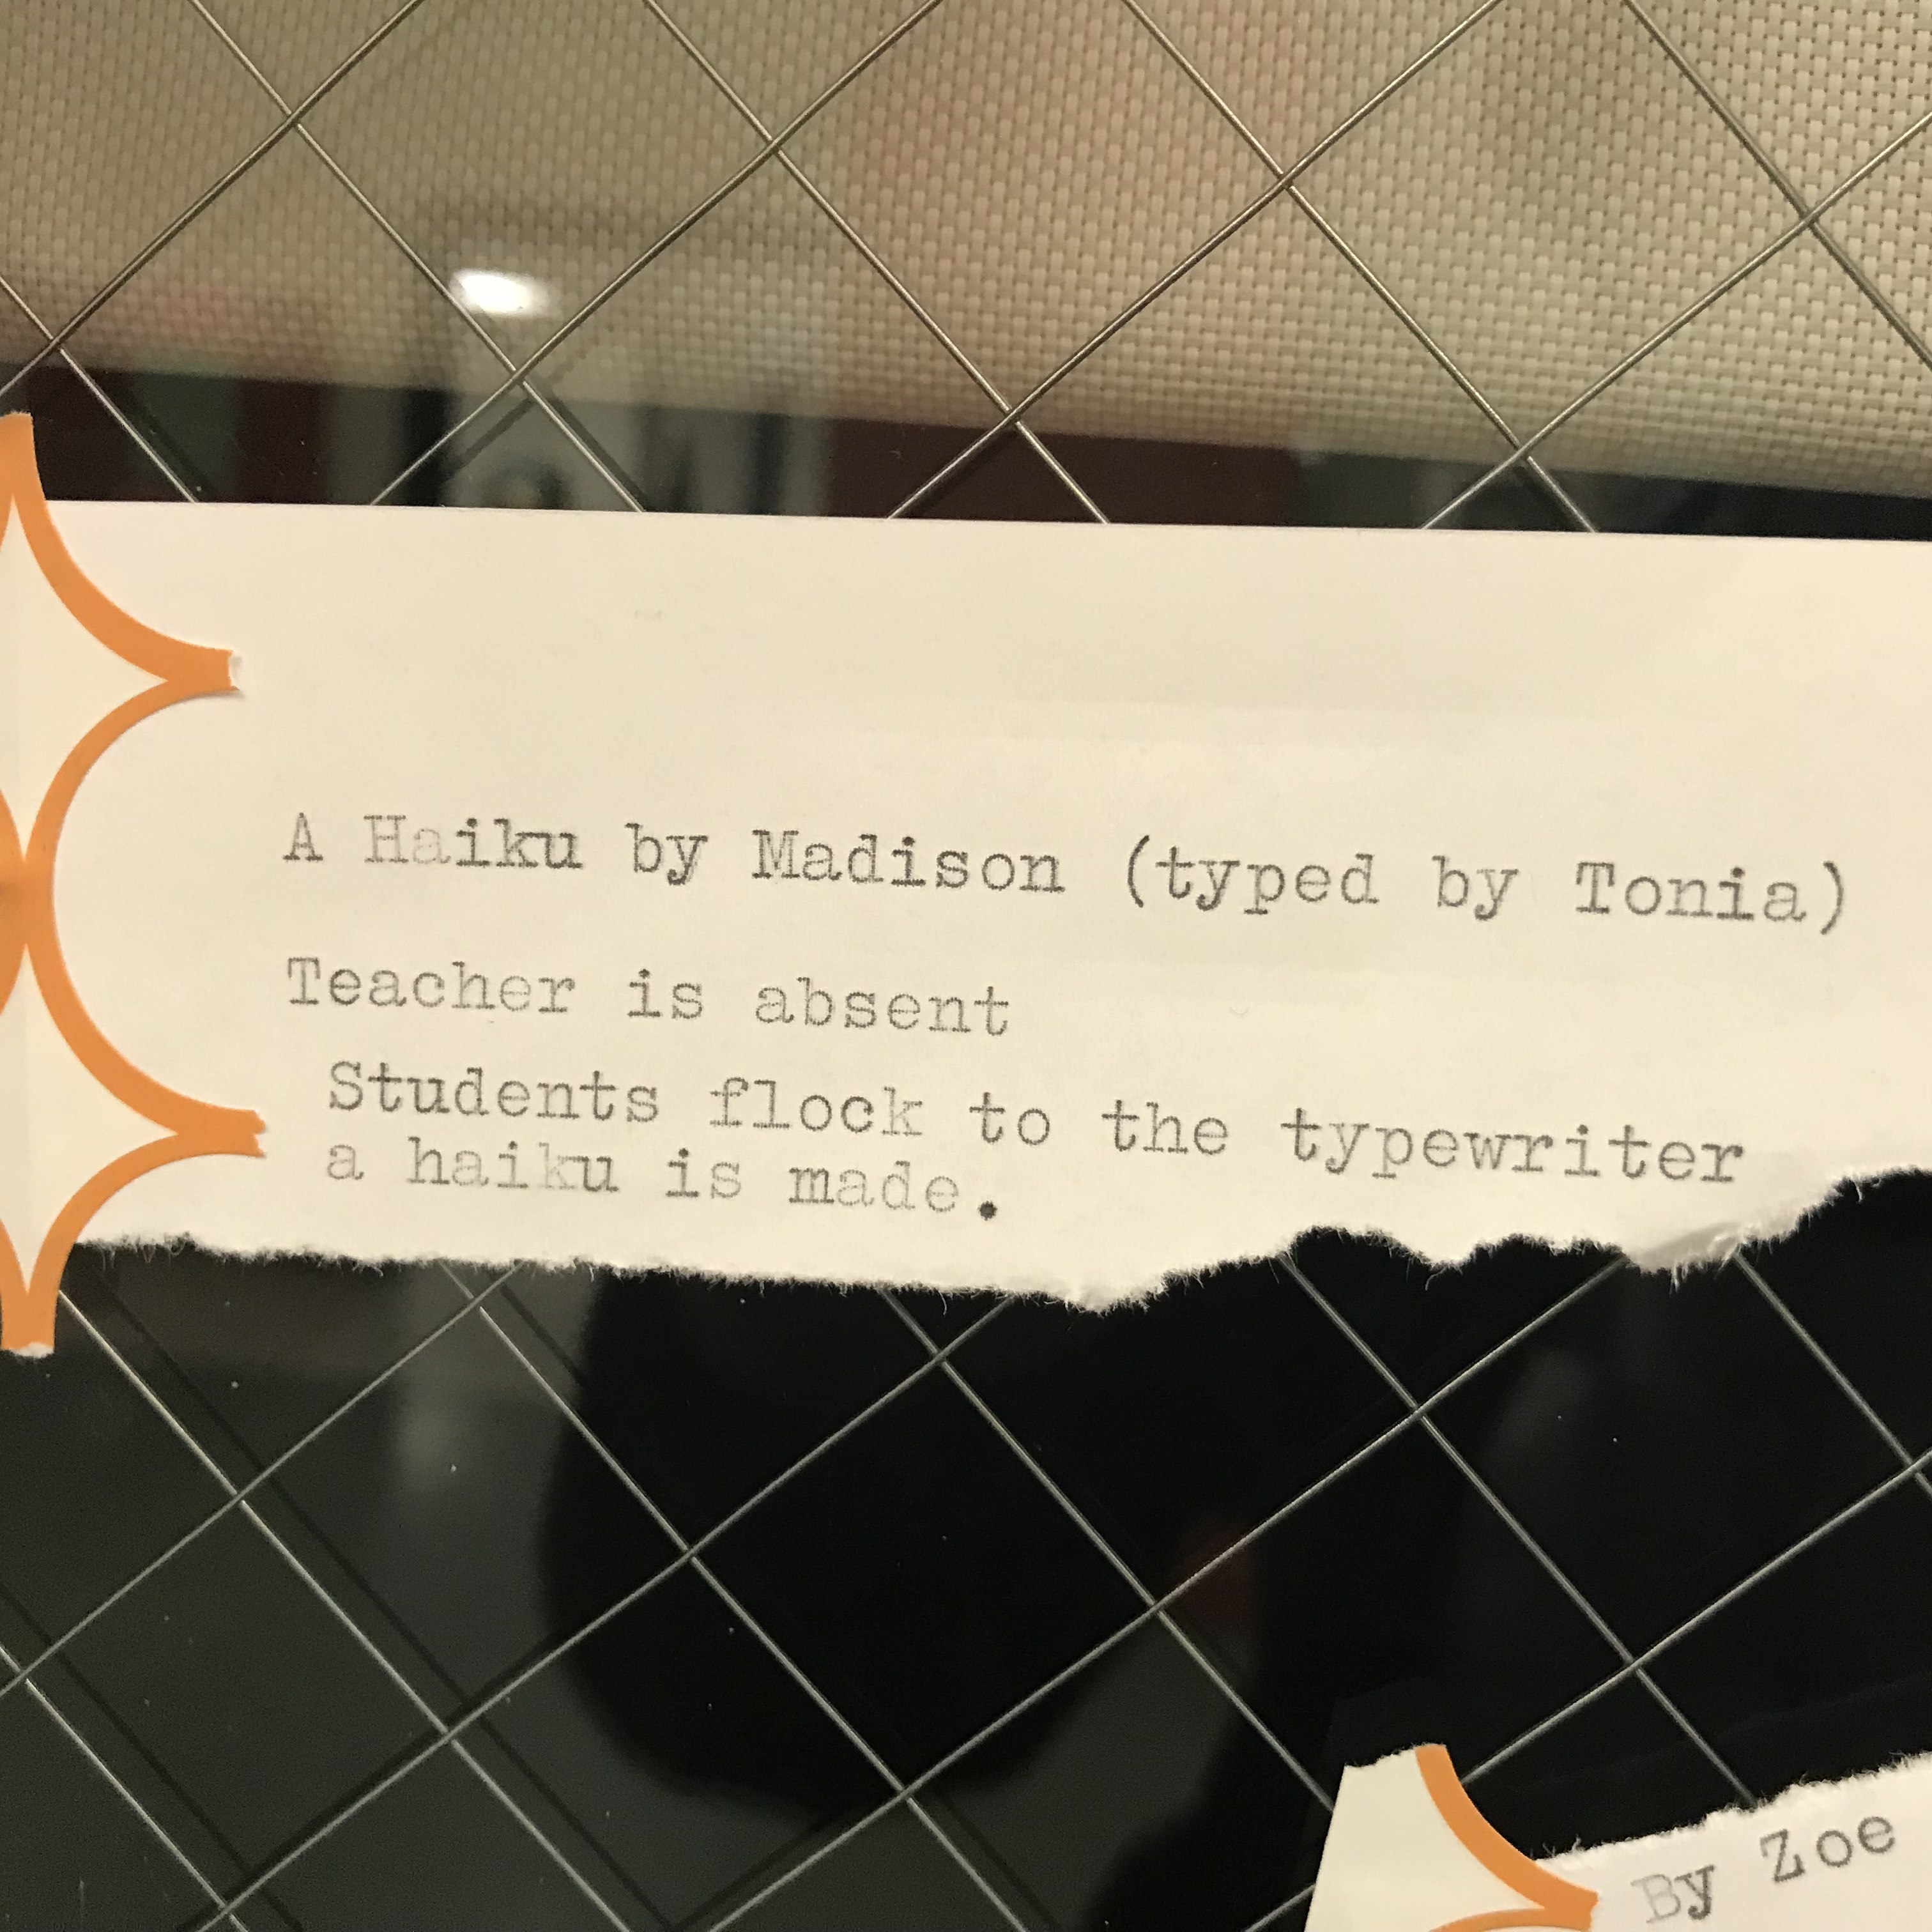 A Haiku by Madison (typed by Tonia)
Teacher is absent
Students flock to the typewriter
a haiku is made.
By Zoe